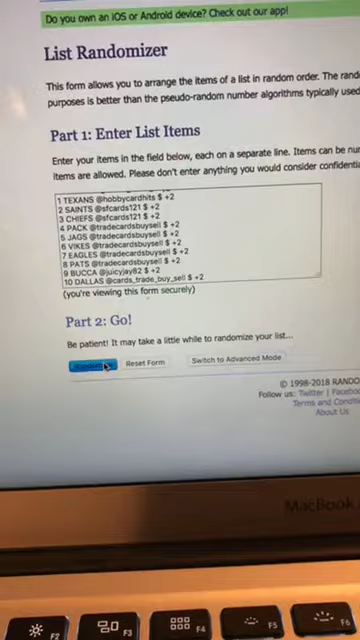 Do you own an iOS or Android device? Check out our app!
List Randomizer
This form allows you to arrange the items of a list in random order. The
purposes is better than the pseudo-random number algorithms typically used
Part 1: Enter List Items
Enter your items in the field below, each on a separate line. Items can be
items are allowed. Please don't enter anything you would consider
1 TEXANS @hobbycardhits $ +2
2 SAINTS @sfcards121 $ +2
3 CHIEFS @sfcards121 $ +2
4 PACK @tradecardsbuysell $ +2
5 JAGS @tradecardsbuysell $ +2
6 VIKES @tradecardsbuysell $ +2
7 EAGLES @tradecardsbuysell $ +2
8 PATS @tradecardsbuysell $ +2
9 BUCCA @juicyjay82 $ +2
10 DALLAS @cards_trade_buy_sell $ +2
(you're viewing this form securely)
Part 2: Go!
Be patient! It may take a little while to randomize your list...
Reset Form
Switch to Advanced Mode
© 1998-2018 RANDO
Follow us: Twitter |
Terms and
About Us
MacBook
F2
F3
F4
F5
F6